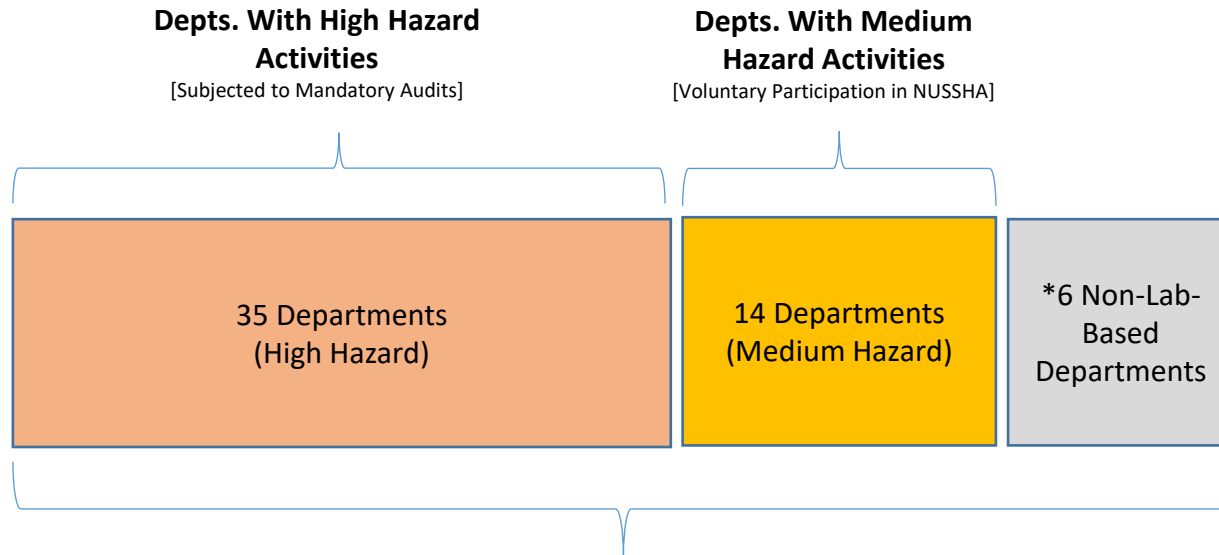 Depts. With High Hazard
Activities
[Subjected to Mandatory Audits]
Depts. With Medium
Hazard Activities
[Voluntary Participation in NUSSHA]
35 Departments
(High Hazard)
14 Departments
(Medium Hazard)
*6 Non-Lab-
Based
Departments